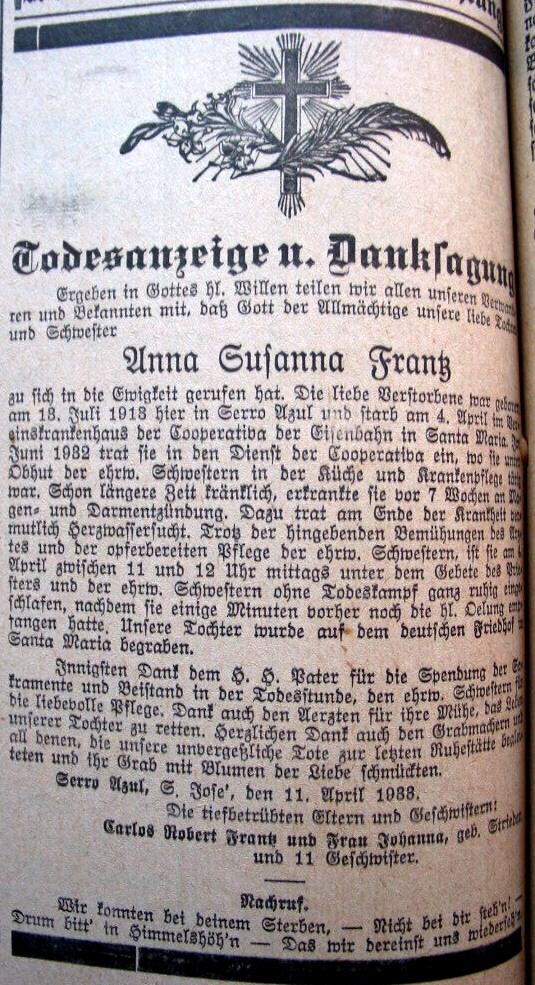 Todesanzeige u. Danksagung
Ergeben in Gottes hl. Willen teilen wir allen unseren
ren und Bekannten mit, daß Gott der Allmächtige unsere liebe
und Schwester
Anna Susanna Frantz
zu sich in die Ewigkeit gerufen hat. Die liebe Verstorbene war
am 13. Juli 1913 hier in Serro Azul und starb am 4. April im
einskrankenhaus der Cooperativa der Eisenbahn in Santa Maria.
Juni 1932 trat sie in den Dienst der Cooperativa ein, wo sie
Obhut der ehrw. Schwestern in der Küche und Krankenpflege
war. Schon längere Zeit kränklich, erkrankte sie vor 7 Wochen an
gen- und Darmentzündung. Dazu trat am Ende der Krankheit
mutlich Herzwassersucht. Trotz der hingebenden Bemühungen des
tes und der opferbereiten Pflege der ehrw. Schwestern, ist sie am
April zwischen 11 und 12 Uhr mittags unter dem Gebete des
sters und der ehrw. Schwestern ohne Todeskampf ganz ruhig
schlafen, nachdem sie einige Minuten vorher noch die hl. Oelung
fangen hatte. Unsere Tochter wurde auf dem deutschen Friedhof
Santa Maria begraben.
Innigsten Dank dem H. H. Pater für die Spendung der
kramente und Beistand in der Todesstunde, den ehrw. Schwestern
die liebevolle Pflege. Dank auch den Aerzten für ihre Mühe, das
unserer Tochter zu retten. Herzlichen Dank auch den Grabmachern
all denen, die unsere unvergeßliche Tote zur letzten Ruhestätte
teten und ihr Grab mit Blumen der Liebe schmückten.
Serro Azul, S. Jose', den 11. April 1933.
Die tiefbetrübten Eltern und Geschwistern:
Carlos Robert Frantz und Frau Johanna, geb.
und 11 Geschwister.
Nachruf.
Wir konnten bei deinem Sterben, — Nicht bei dir steh'n! —
Drum bitt' in Himmelshöh'n — Das wir dereinst uns wiederseh'n.